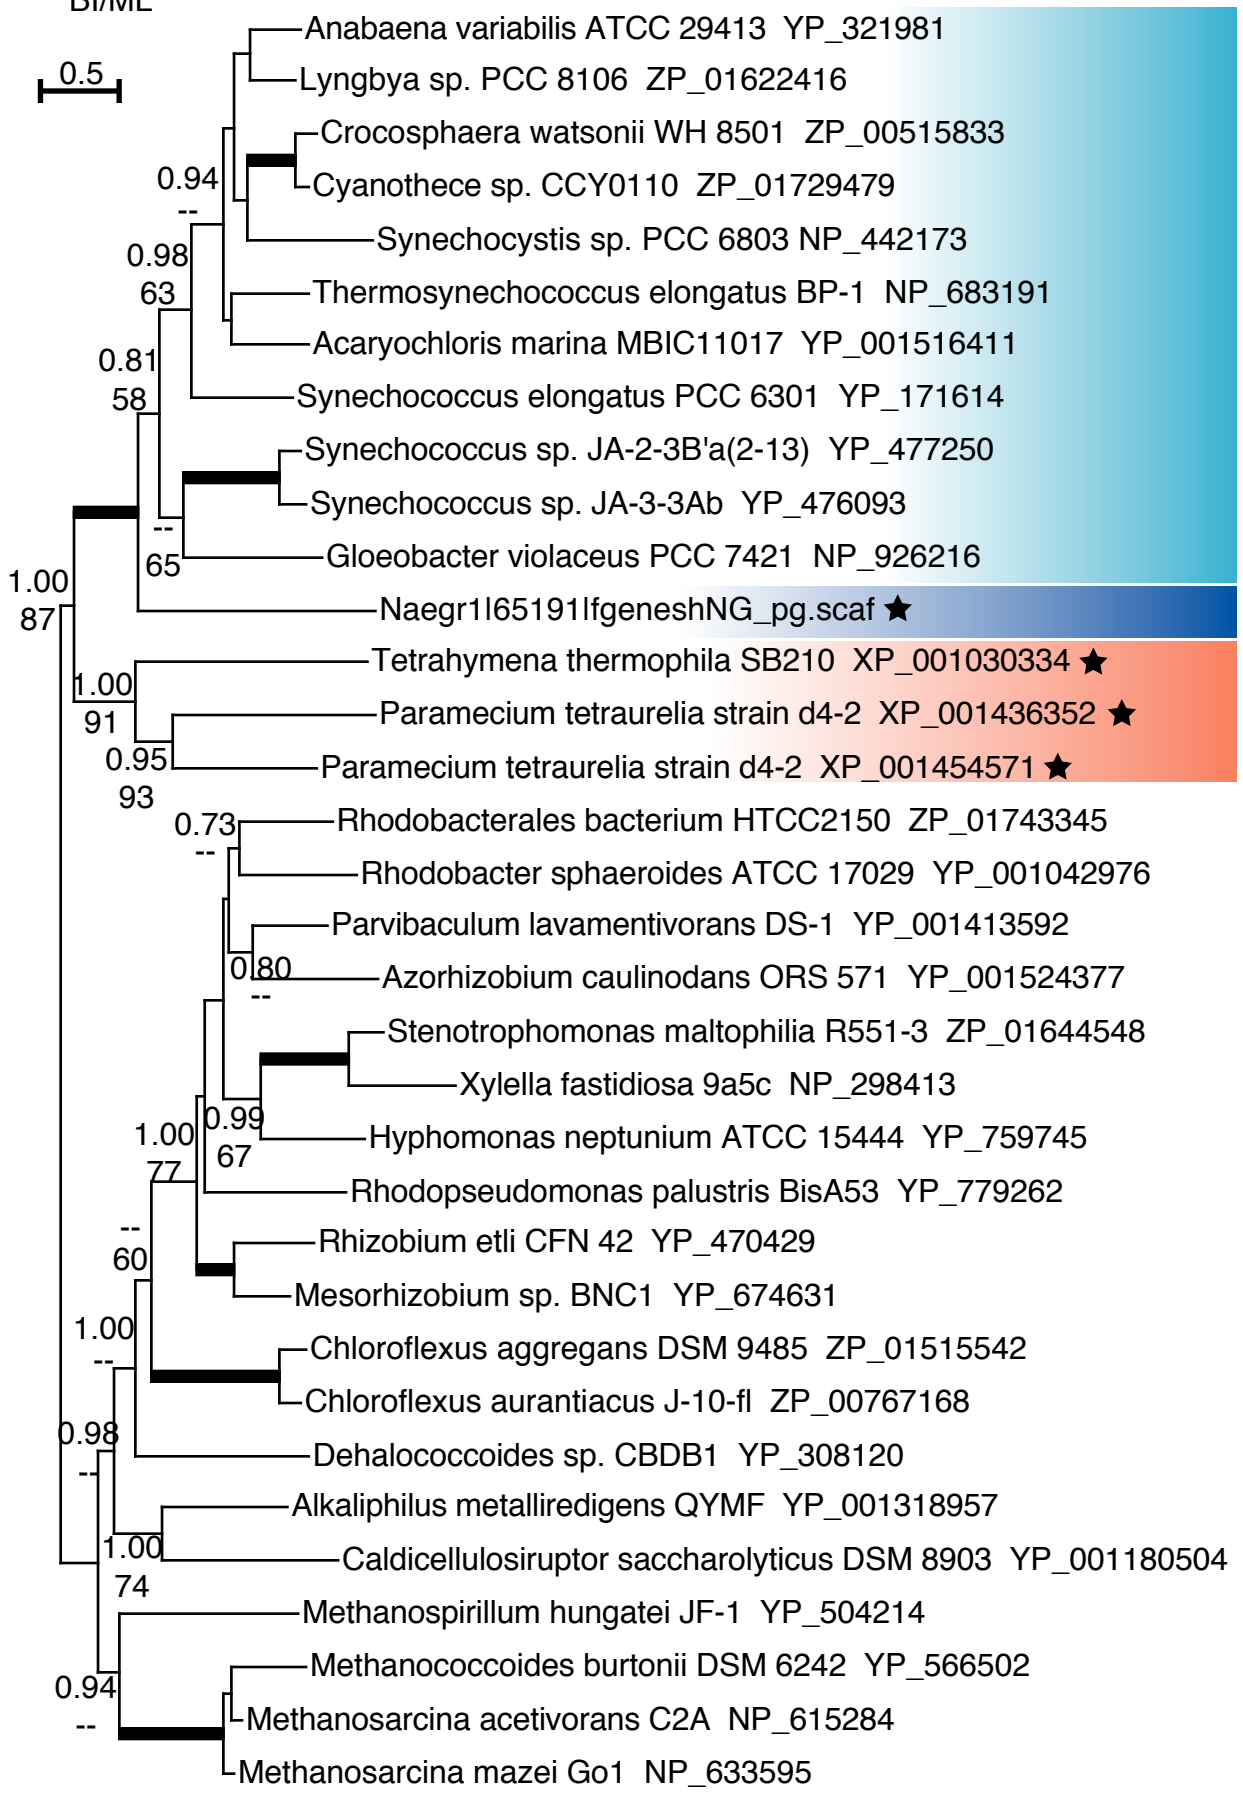 BI/ML
Anabaena variabilis ATCC 29413 YP_321981
0.5
Lyngbya sp. PCC 8106 ZP_01622416
Crocosphaera watsonii WH 8501 ZP_00515833
0.94
Cyanothece sp. CCY0110 ZP_01729479
--
Synechocystis sp. PCC 6803 NP_442173
0.98
63
Thermosynechococcus elongatus BP-1 NP_683191
Acaryochloris marina MBIC11017 YP_001516411
0.81
58
Synechococcus elongatus PCC 6301 YP_171614
Synechococcus sp. JA-2-3B'a(2-13) YP_477250
Synechococcus sp. JA-3-3Ab YP_476093
--
65
Gloeobacter violaceus PCC 7421 NP_926216
1.00
87
Naegr1l65191lfgeneshNG_pg.scaf ★
Tetrahymena thermophila SB210 XP_001030334 ★
1.00
91
Paramecium tetraurelia strain d4-2 XP_001436352 ★
0.95
93
Paramecium tetraurelia strain d4-2 XP_001454571 ★
0.73
--
Rhodobacterales bacterium HTCC2150 ZP_01743345
Rhodobacter sphaeroides ATCC 17029 YP_001042976
Parvibaculum lavamentivorans DS-1 YP_001413592
0.80
--
Azorhizobium caulinodans ORS 571 YP_001524377
Stenotrophomonas maltophilia R551-3 ZP_01644548
Xylella fastidiosa 9a5c NP_298413
0.99
67
1.00
77
Hyphomonas neptunium ATCC 15444 YP_759745
Rhodopseudomonas palustris BisA53 YP_779262
--
60
Rhizobium etli CFN 42 YP_470429
Mesorhizobium sp. BNC1 YP_674631
1.00
--
Chloroflexus aggregans DSM 9485 ZP_01515542
Chloroflexus aurantiacus J-10-fl ZP_00767168
0.98
--
Dehalococcoides sp. CBDB1 YP_308120
Alkaliphilus metalliredigens QYMF YP_001318957
1.00
74
Caldicellulosiruptor saccharolyticus DSM 8903 YP_001180504
Methanospirillum hungatei JF-1 YP_504214
Methanococcoides burtonii DSM 6242 YP_566502
0.94
--
Methanosarcina acetivorans C2A NP_615284
Methanosarcina mazei Go1 NP_633595